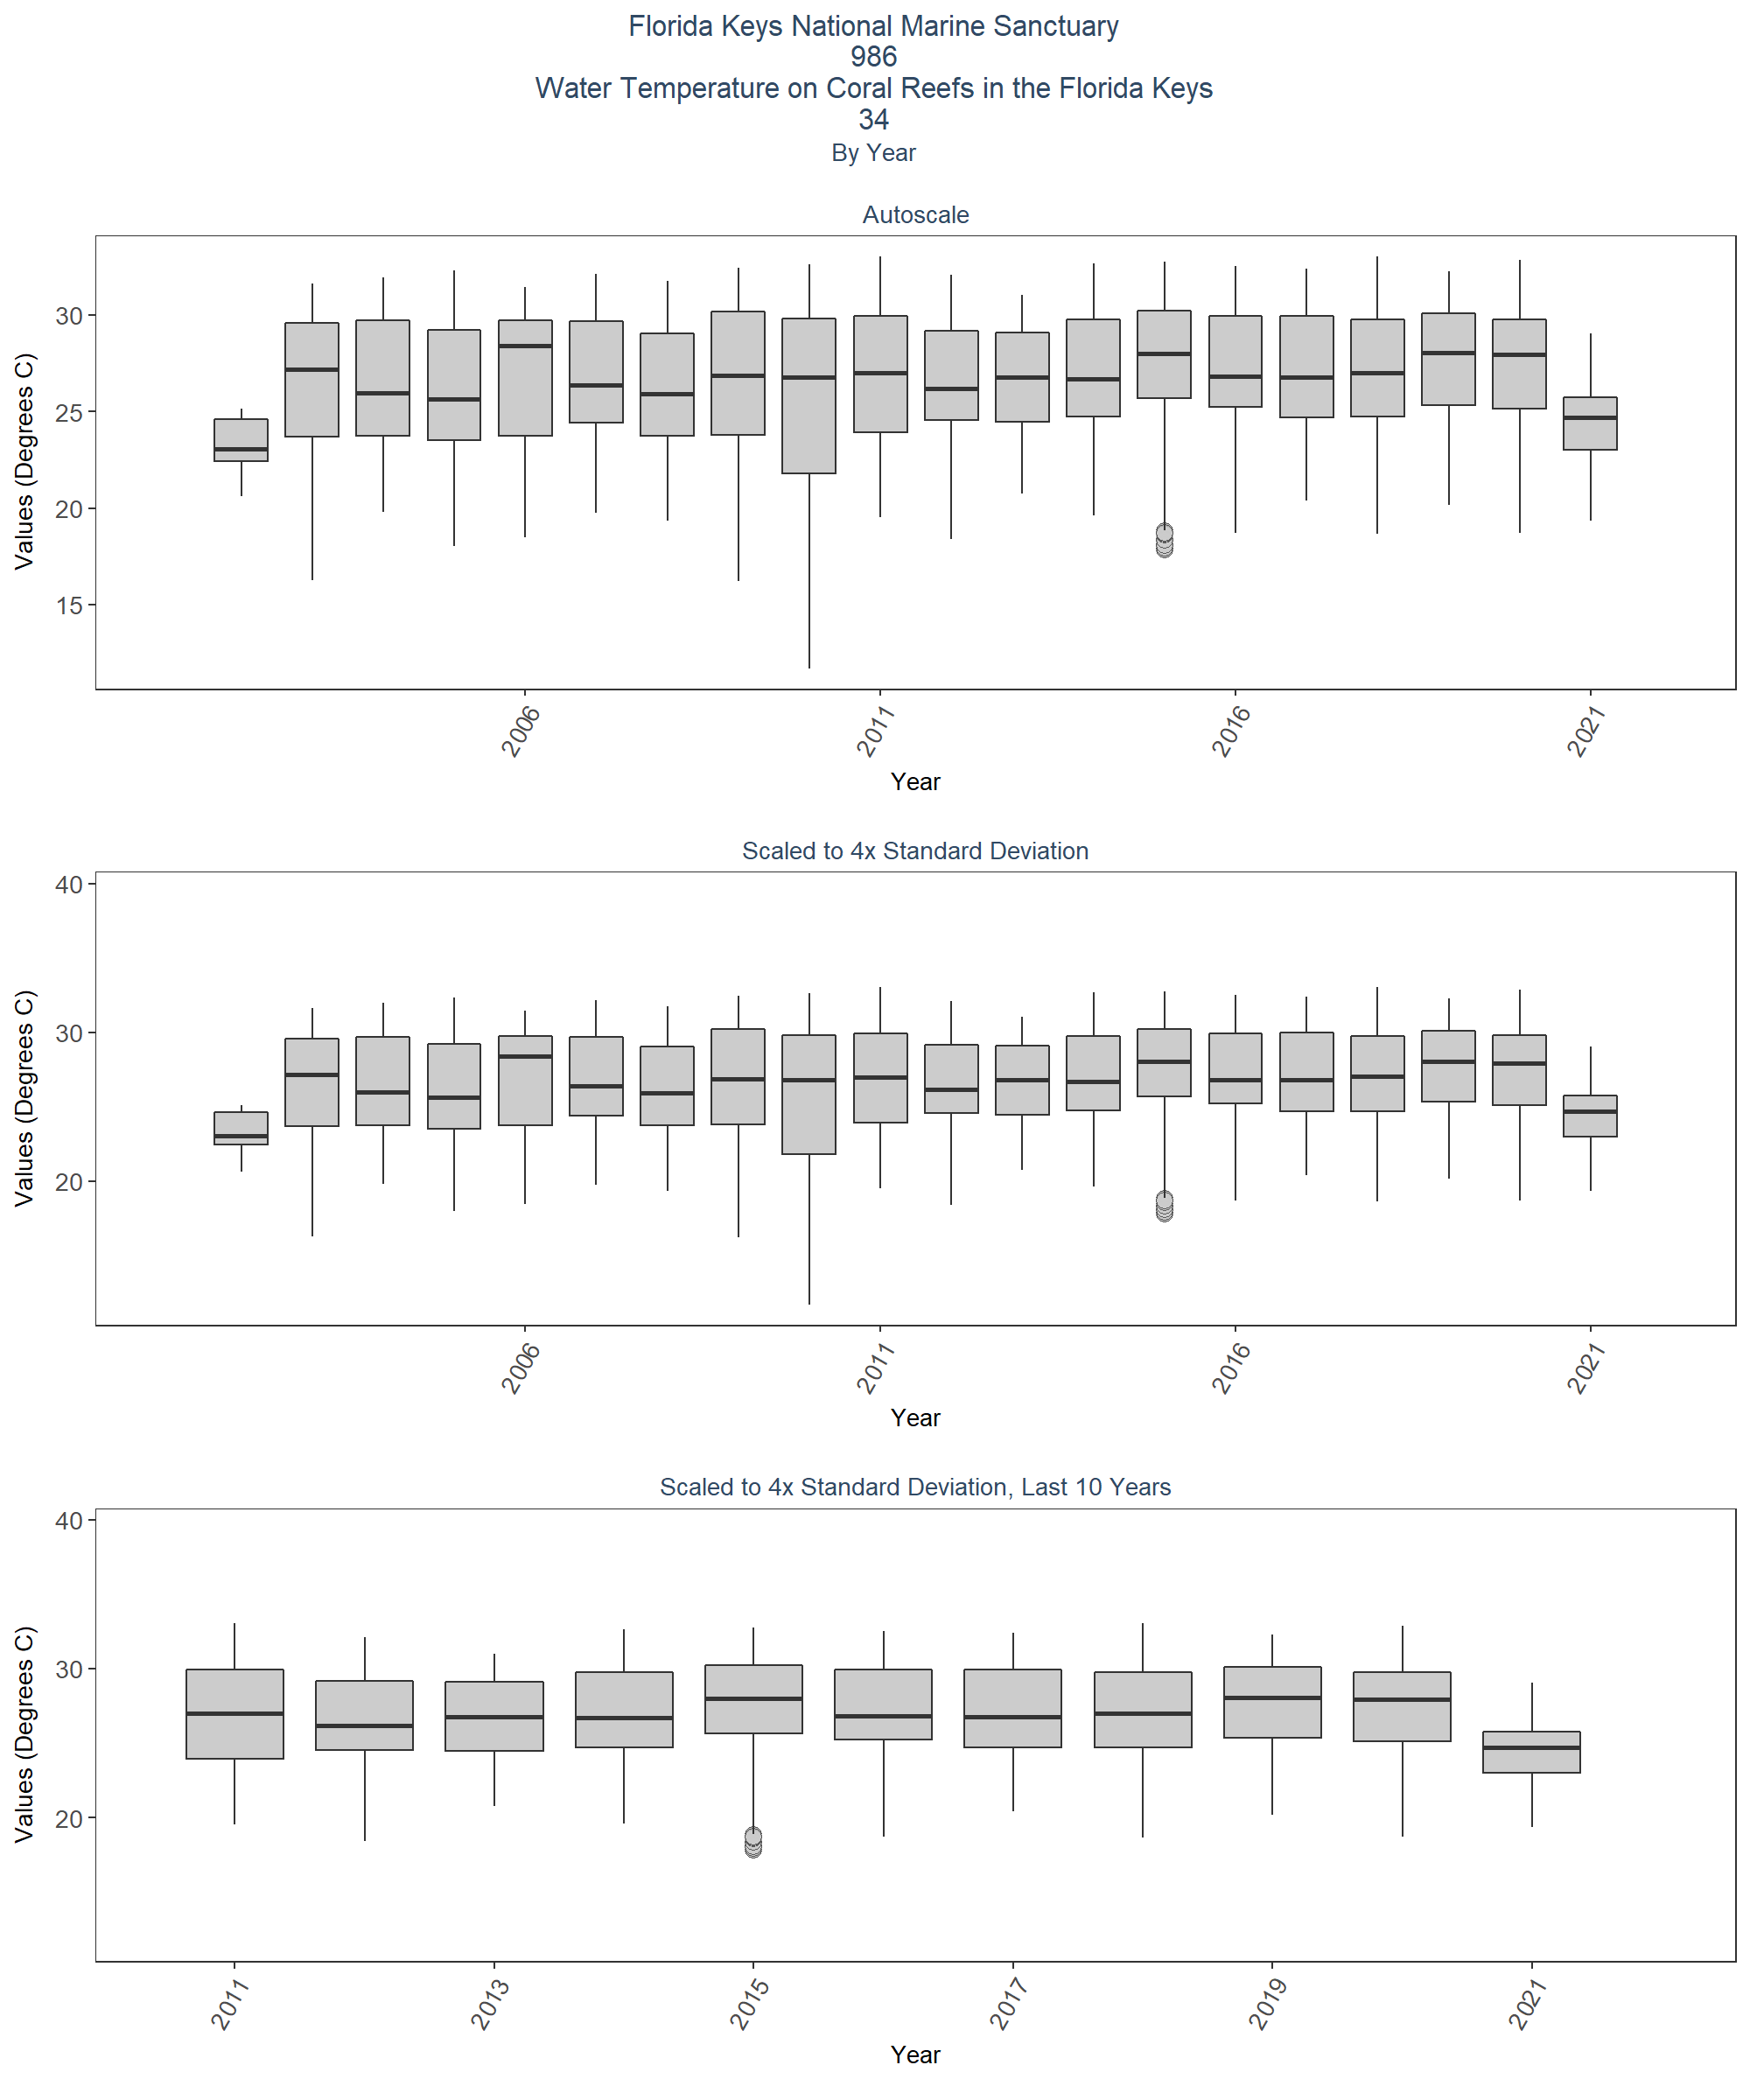 Florida Keys National Marine Sanctuary
986
Water Temperature on Coral Reefs in the Florida Keys
34
By Year
Autoscale
Values (Degrees C)
30
25
20
15
2006
2011
2016
2021
Year
Scaled to 4x Standard Deviation
Values (Degrees C)
40
30
20
2006
2011
2016
2021
Year
Scaled to 4x Standard Deviation, Last 10 Years
Values (Degrees C)
40
30
20
2011
2013
2015
2017
2019
2021
Year